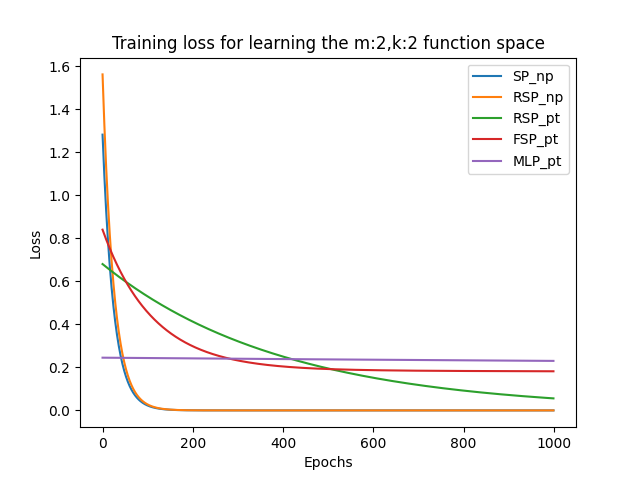 Training loss for learning the m:2,k:2 function space
SP_np
RSP_np
RSP_pt
FSP_pt
MLP_pt
Loss
1.6
1.4
1.2
1.0
0.8
0.6
0.4
0.2
0.0
0 200 400 600 800 1000
Epochs